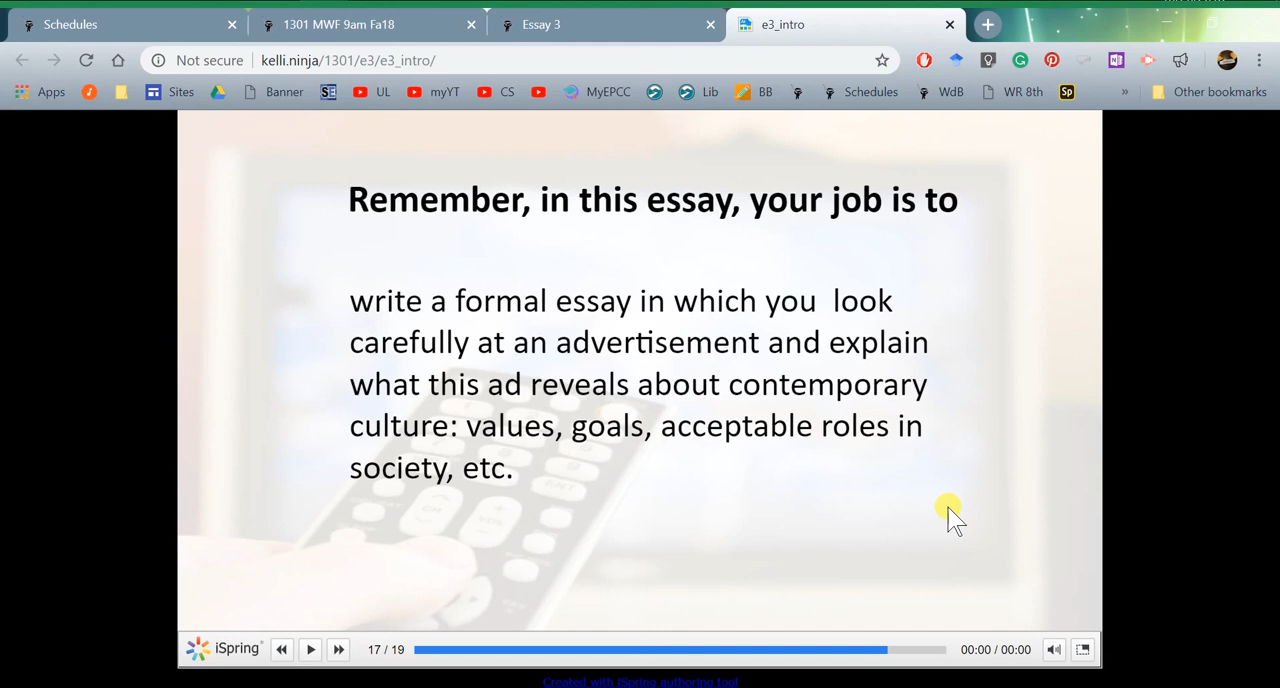 Schedules
1301 MWF 9am Fa18
Essay 3
e3_intro
Not secure
kelli.ninja/1301/e3/e3_intro/
Apps
Sites
Banner
SE
UL
myYT
CS
MyEPCC
Lib
BB
Schedules
WdB
WR 8th
Sp
»
Other bookmarks
Remember, in this essay, your job is to
write a formal essay in which you look
carefully at an advertisement and explain
what this ad reveals about contemporary
culture: values, goals, acceptable roles in
society, etc.
iSpring
17 / 19
00:00 / 00:00
Created with iSpring authoring tool